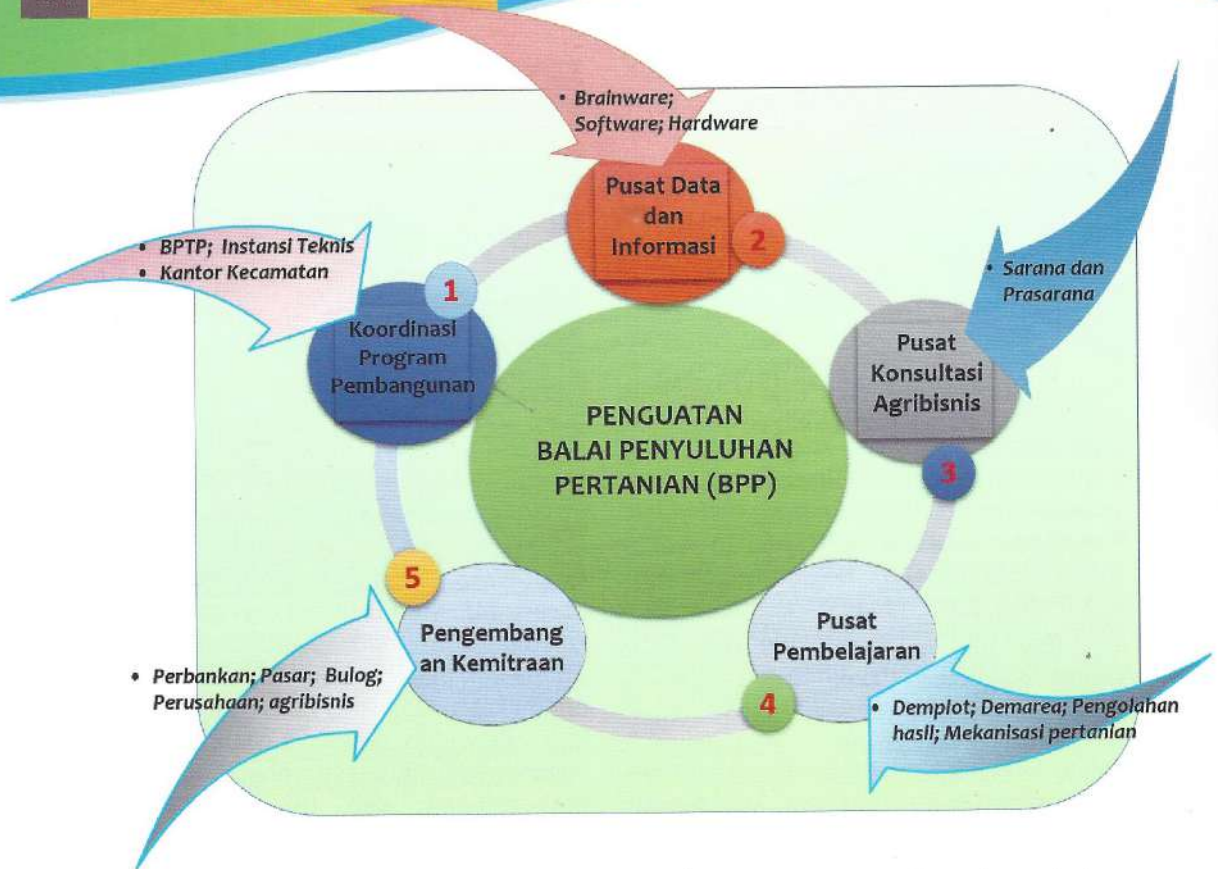 • Brainware;
Software; Hardware
Pusat Data
dan
Informasi
2
• BPTP; Instansi Teknis
• Kantor Kecamatan
1
Koordinasi
Program
Pembangunan
• Sarana dan
Prasarana
Pusat
Konsultasi
Agribisnis
3
PENGUATAN
BALAI PENYULUHAN
PERTANIAN (BPP)
5
Pengembang
an Kemitraan
• Perbankan; Pasar; Bulog;
Perusahaan; agribisnis
Pusat
Pembelajaran
4
• Demplot; Demarea; Pengolahan
hasil; Mekanisasi pertanian